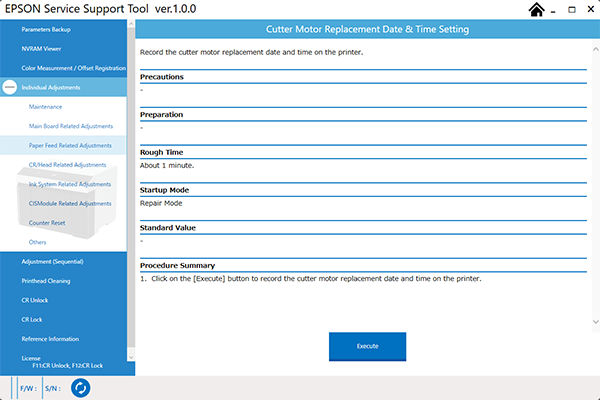 EPSON Service Support Tool ver.1.0.0
Parameters Backup
NVRAM Viewer
Color Measurement / Offset Registration
Individual Adjustments
Maintenance
Main Board Related Adjustments
Paper Feed Related Adjustments
CR/Head Related Adjustments
Ink System Related Adjustments
CISModule Related Adjustments
Counter Reset
Others
Adjustment (Sequential)
Printhead Cleaning
CR Unlock
CR Lock
Reference Information
License
F11:CR Unlock, F12:CR Lock
Cutter Motor Replacement Date & Time Setting
Record the cutter motor replacement date and time on the printer.
Precautions
-
Preparation
-
Rough Time
About 1 minute.
Startup Mode
Repair Mode
Standard Value
-
Procedure Summary
1. Click on the [Execute] button to record the cutter motor replacement date and time on the printer.
Execute
F/W : S/N :